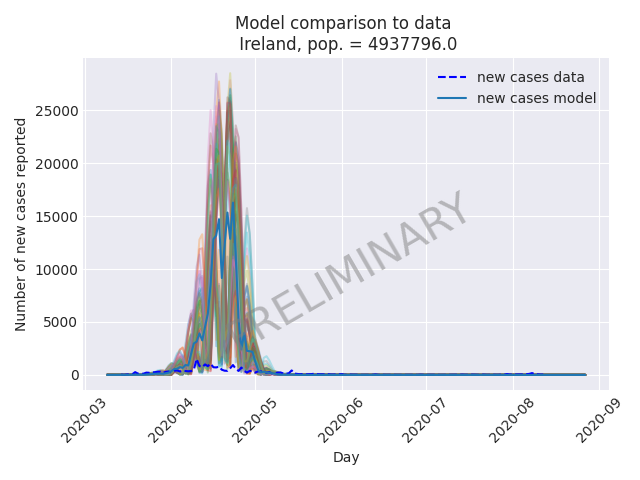 Model comparison to data
Ireland, pop. = 4937796.0
new cases data
new cases model
25000
20000
15000
10000
5000
0
Number of new cases reported
PRELIMINARY
2020-03
2020-04
2020-05
2020-06
2020-07
2020-08
2020-09
Day